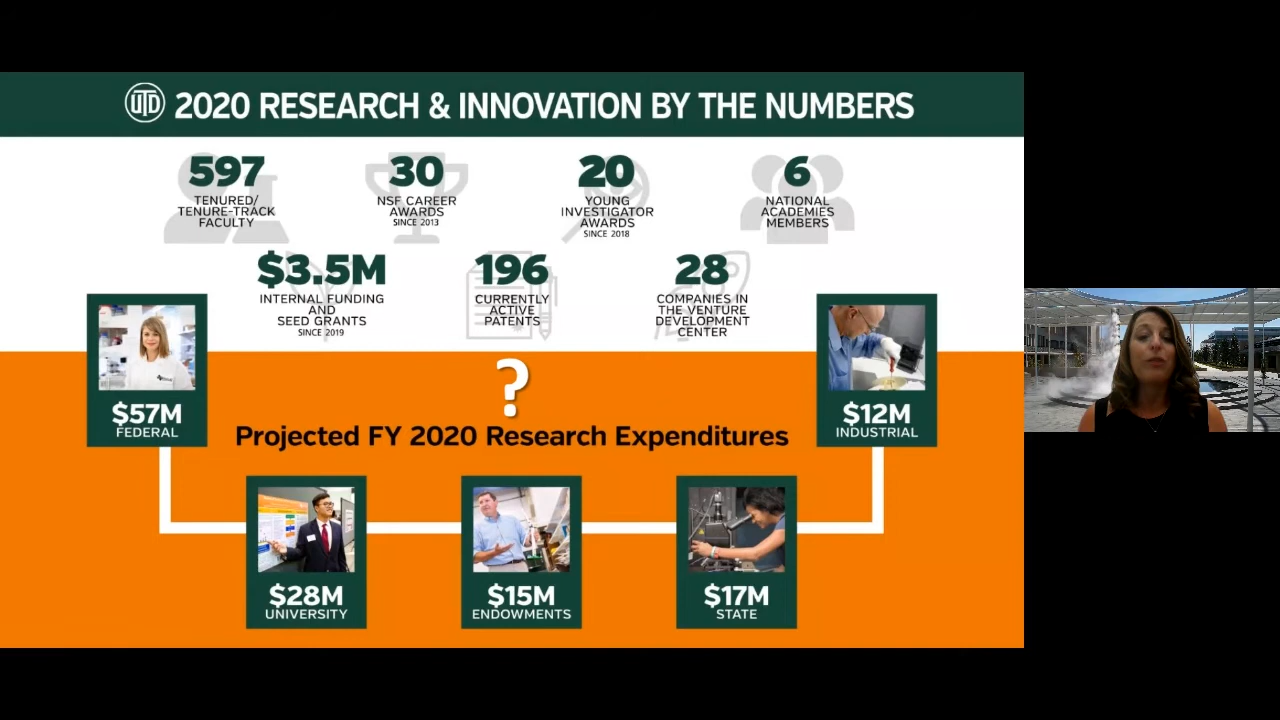 UTD 2020 RESEARCH & INNOVATION BY THE NUMBERS
597
TENURED/
TENURE-TRACK
FACULTY
30
NSF CAREER
AWARDS
SINCE 2013
20
YOUNG
INVESTIGATOR
AWARDS
SINCE 2018
6
NATIONAL
ACADEMIES
MEMBERS
$3.5M
INTERNAL FUNDING
AND
SEED GRANTS
SINCE 2019
196
CURRENTLY
ACTIVE
PATENTS
28
COMPANIES IN
THE VENTURE
DEVELOPMENT
CENTER
$57M
FEDERAL
?
Projected FY 2020 Research Expenditures
$12M
INDUSTRIAL
$28M
UNIVERSITY
$15M
ENDOWMENTS
$17M
STATE